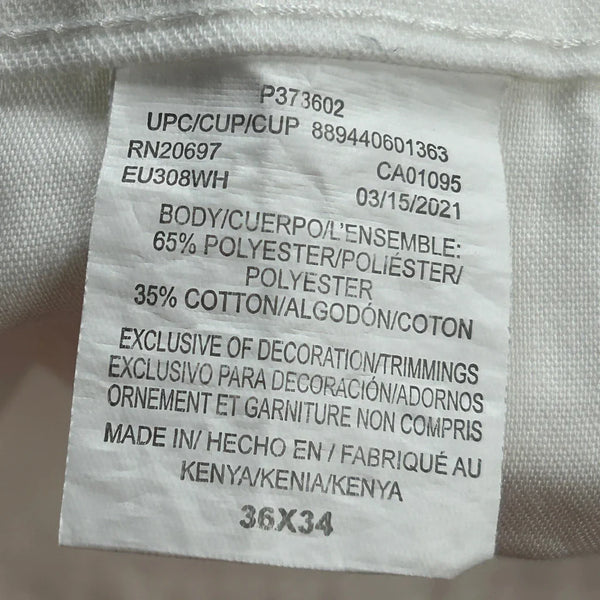 P373602
UPC/CUP/CUP 889440601363
RN20697 CA01095
EU308WH 03/15/2021
BODY/CUERPO/L'ENSEMBLE:
65% POLYESTER/POLIÉSTER/
POLYESTER
35% COTTON/ALGODÓN/COTON
EXCLUSIVE OF DECORATION/TRIMMINGS
EXCLUSIVO PARA DECORACIÓN/ADORNOS
ORNEMENT ET GARNITURE NON COMPRIS
MADE IN/ HECHO EN / FABRIQUÉ AU
KENYA/KENIA/KENYA
36X34